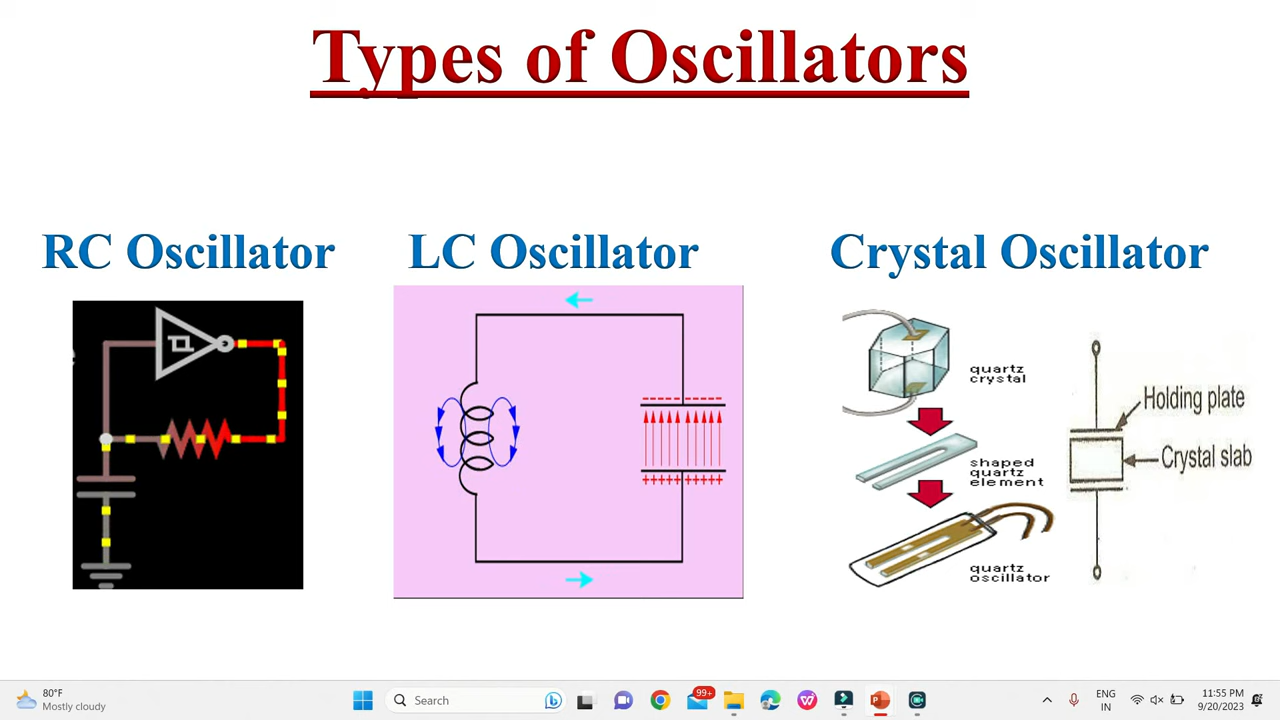 Types of Oscillators
RC Oscillator
LC Oscillator
Crystal Oscillator
quartz
crystal
shaped
quartz
element
quartz
oscillator
Holding plate
Crystal slab
80°F
Mostly cloudy
Search
99+
ENG
IN
11:55 PM
9/20/2023